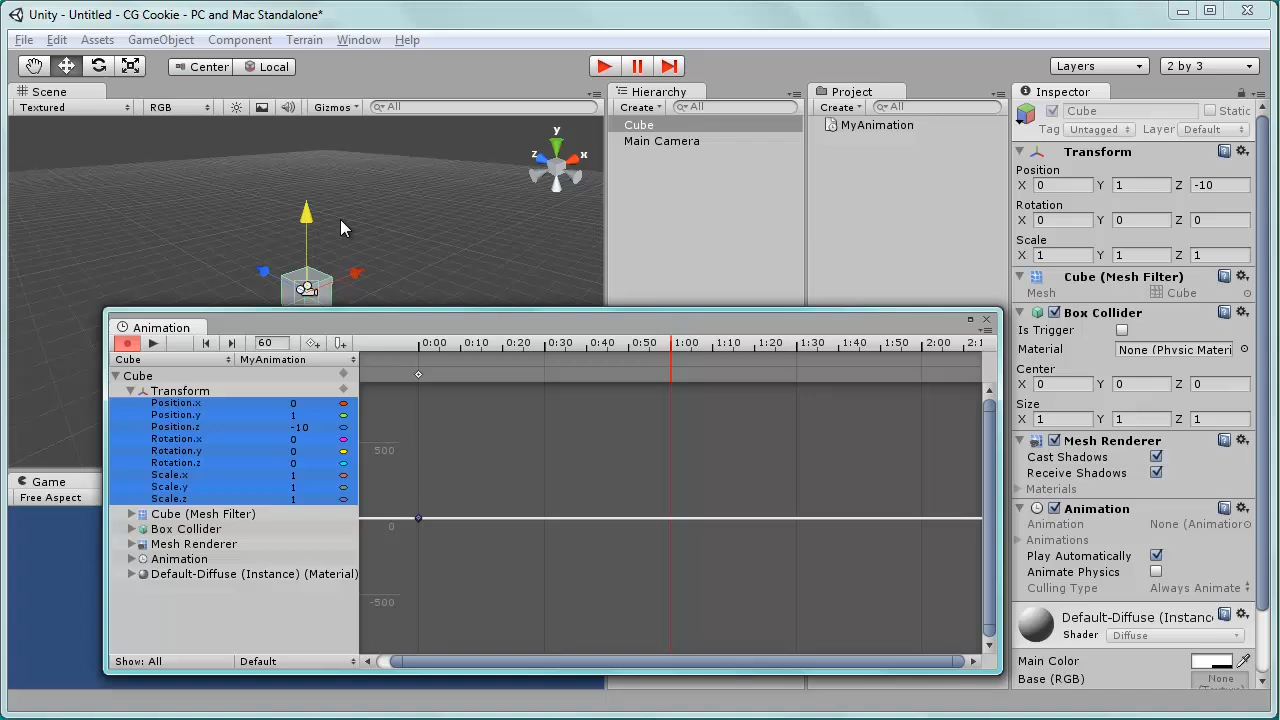 Unity - Untitled - CG Cookie - PC and Mac Standalone*
File Edit Assets GameObject Component Terrain Window Help
Center Local Layers 2 by 3
Scene
Textured RGB Gizmos All
y
z x
Game
Free Aspect
Hierarchy
Create All
Cube
Main Camera
Project
Create All
MyAnimation
Inspector
Cube Static
Tag Untagged Layer Default
Transform
Position
X 0 Y 1 Z -10
Rotation
X 0 Y 0 Z 0
Scale
X 1 Y 1 Z 1
Cube (Mesh Filter)
Mesh Cube
Box Collider
Is Trigger
Material None (Physic Materi
Center
X 0 Y 0 Z 0
Size
X 1 Y 1 Z 1
Mesh Renderer
Cast Shadows
Receive Shadows
Materials
Animation
Animation None (Animation
Animations
Play Automatically
Animate Physics
Culling Type Always Animate
Default-Diffuse (Instanc
Shader Diffuse
Main Color
Base (RGB) None
Animation
60 0:00 0:10 0:20 0:30 0:40 0:50 1:00 1:10 1:20 1:30 1:40 1:50 2:00 2:1
Cube MyAnimation
Cube
Transform
Position.x 0
Position.y 1
Position.z -10
Rotation.x 0
Rotation.y 0
Rotation.z 0
Scale.x 1
Scale.y 1
Scale.z 1
Cube (Mesh Filter)
Box Collider
Mesh Renderer
Animation
Default-Diffuse (Instance) (Material)
500
0
-500
Show: All Default